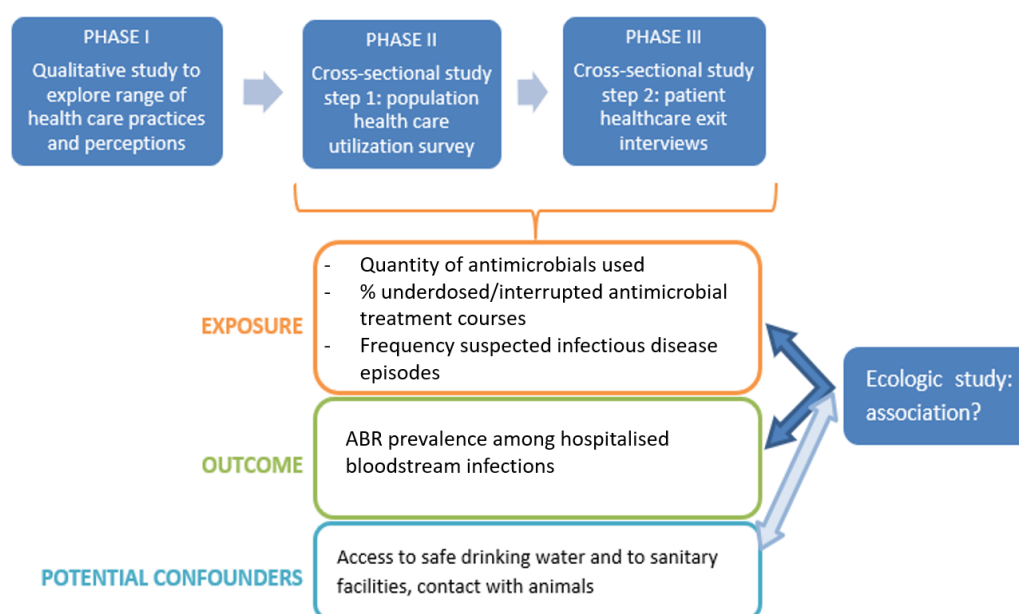 PHASE I
Qualitative study to
explore range of
health care practices
and perceptions
PHASE II
Cross-sectional study
step 1: population
health care
utilization survey
PHASE III
Cross-sectional study
step 2: patient
healthcare exit
interviews
EXPOSURE
- Quantity of antimicrobials used
- % underdosed/interrupted antimicrobial
treatment courses
- Frequency suspected infectious disease
episodes
OUTCOME
ABR prevalence among hospitalised
bloodstream infections
POTENTIAL CONFOUNDERS
Access to safe drinking water and to sanitary
facilities, contact with animals
Ecologic study:
association?